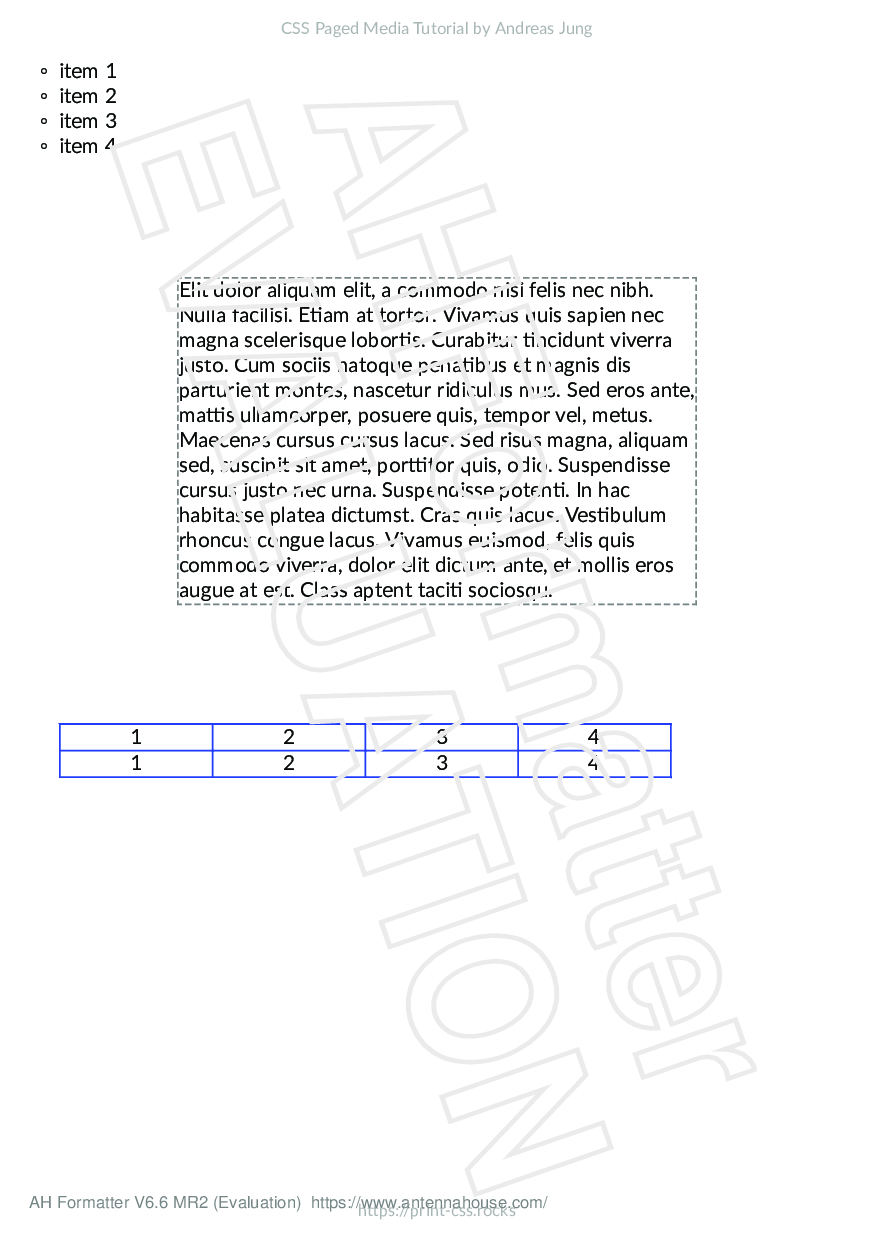 CSS Paged Media Tutorial by Andreas Jung
item 1
item 2
item 3
item 4
Elit dolor aliquam elit, a commodo nisi felis nec nibh.
Nulla facilisi. Etiam at tortor. Vivamus quis sapien nec
magna scelerisque lobortis. Curabitur tincidunt viverra
justo. Cum sociis natoque penatibus et magnis dis
parturient montes, nascetur ridiculus mus. Sed eros ante,
mattis ullamcorper, posuere quis, tempor vel, metus.
Maecenas cursus cursus lacus. Sed risus magna, aliquam
sed, suscipit sit amet, porttitor quis, odio. Suspendisse
cursus justo nec urna. Suspendisse potenti. In hac
habitasse platea dictumst. Cras quis lacus. Vestibulum
rhoncus congue lacus. Vivamus euismod, felis quis
commodo viverra, dolor elit dictum ante, et mollis eros
augue at est. Class aptent taciti sociosqu.
1 2 3 4
1 2 3 4
AH Formatter
EVALUATION
AH Formatter V6.6 MR2 (Evaluation) https://www.antennahouse.com/
https://print-css.rocks